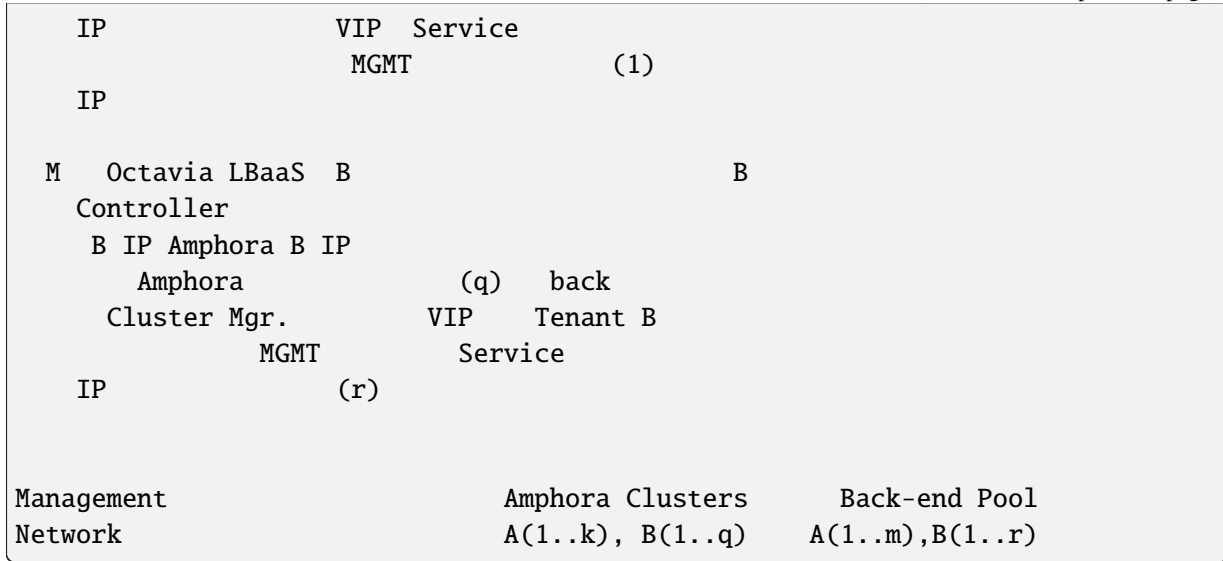 IP VIP Service
MGMT (1)
IP
M Octavia LBaaS B B
Controller
B IP Amphora B IP
Amphora (q) back
Cluster Mgr. VIP Tenant B
MGMT Service
IP (r)
Management Amphora Clusters Back-end Pool
Network A(1..k), B(1..q) A(1..m),B(1..r)